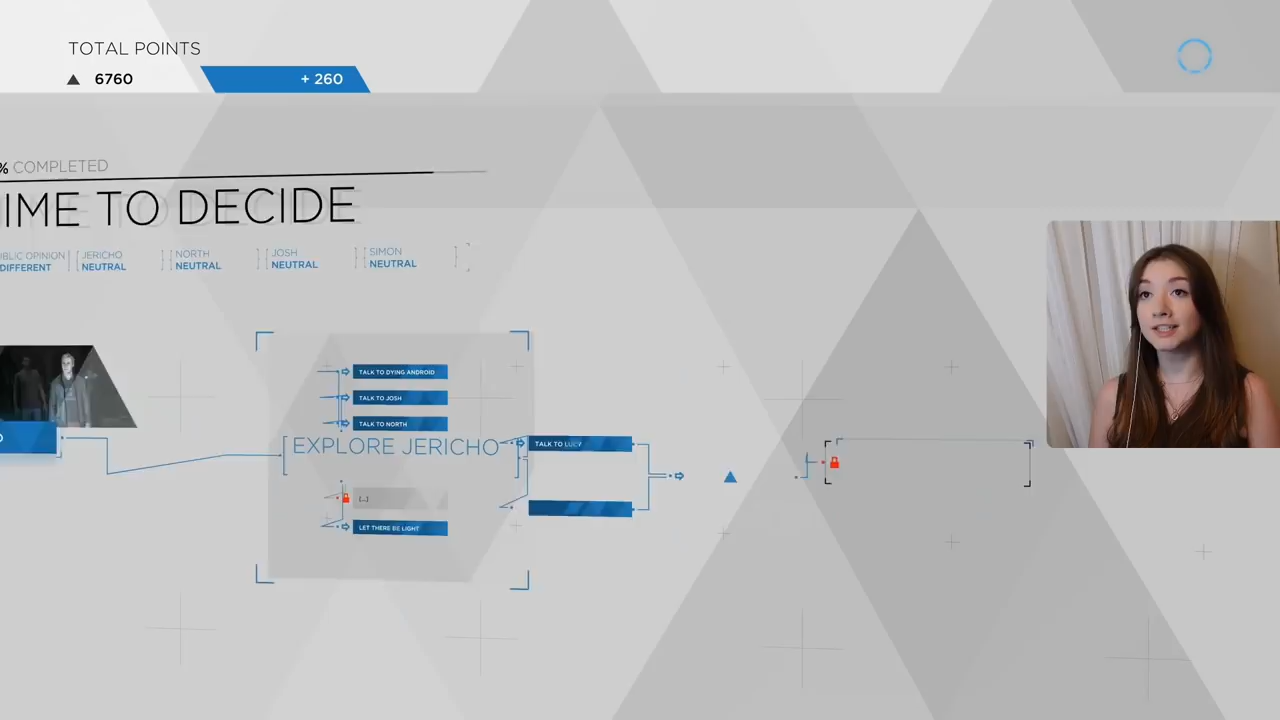 TOTAL POINTS
6760
+ 260
% COMPLETED
IME TO DECIDE
BLIC OPINION
DIFFERENT
JERICHO
NEUTRAL
NORTH
NEUTRAL
JOSH
NEUTRAL
SIMON
NEUTRAL
TALK TO DYING ANDROID
TALK TO JOSH
TALK TO NORTH
EXPLORE JERICHO
TALK TO LUCY
[...]
LET THERE BE LIGHT